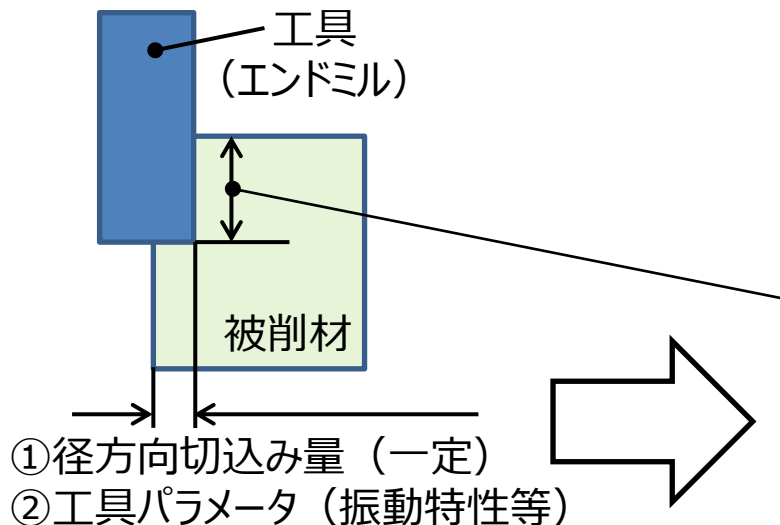 工具
（エンドミル）
被削材
①径方向切込み量（一定）
②工具パラメータ（振動特性等）